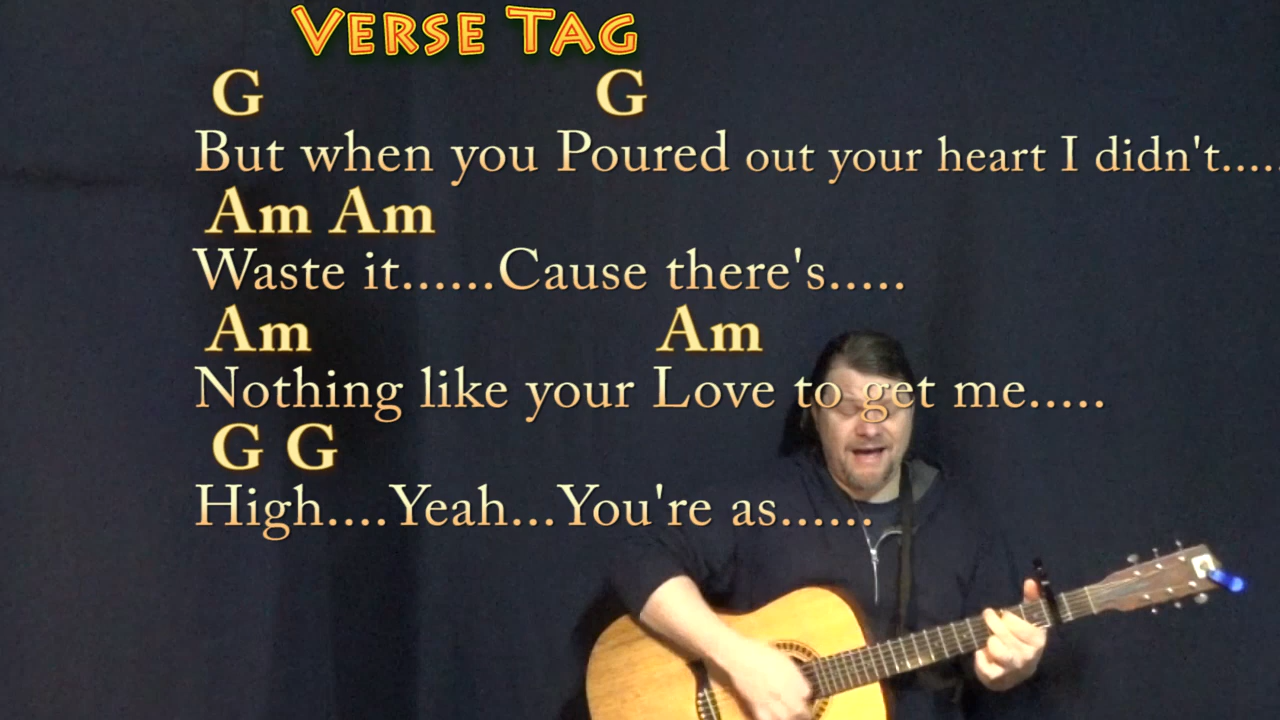 VERSE TAG
G G
But when you Poured out your heart I didn't....
Am Am
Waste it......Cause there's.....
Am Am
Nothing like your Love to get me.....
G G
High....Yeah...You're as......